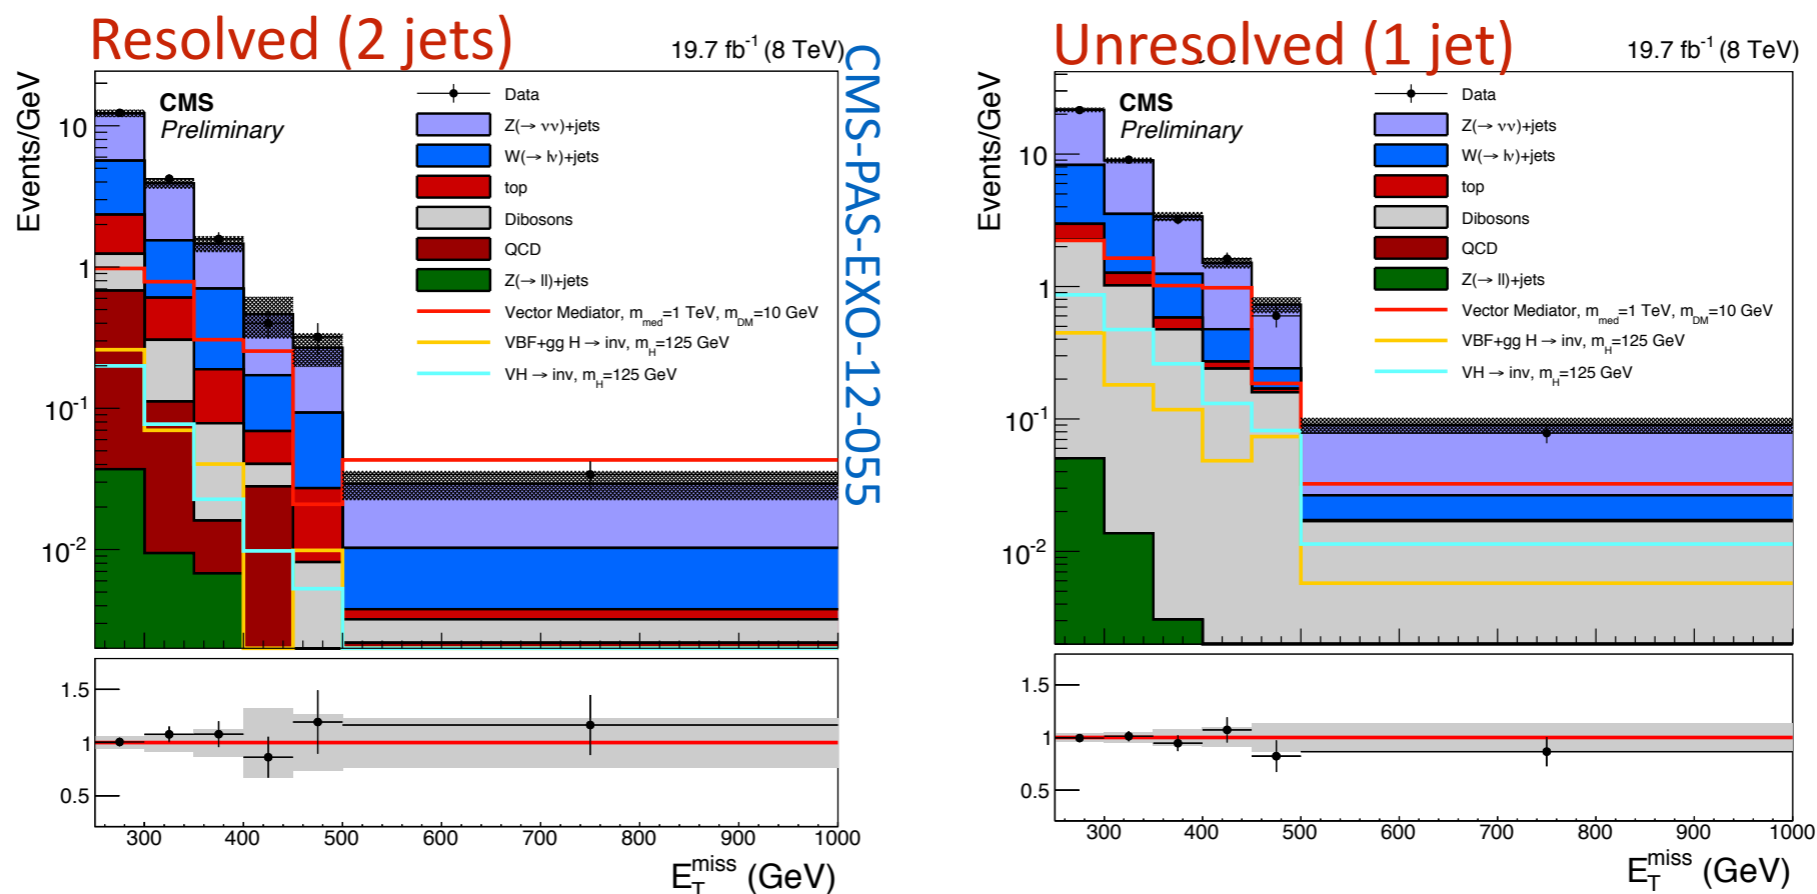 Resolved (2 jets)
19.7 fb⁻¹ (8 TeV)
CMS
Preliminary
Data
Z(→ νν)+jets
W(→ lν)+jets
top
Dibosons
QCD
Z(→ ll)+jets
Vector Mediator, m_med=1 TeV, m_DM=10 GeV
VBF+gg H → inv, m_H=125 GeV
VH → inv, m_H=125 GeV
Events/GeV
10
1
10⁻¹
10⁻²
1.5
1
0.5
300 400 500 600 700 800 900 1000
E_T^miss (GeV)
CMS-PAS-EXO-12-055
Unresolved (1 jet)
19.7 fb⁻¹ (8 TeV)
CMS
Preliminary
Data
Z(→ νν)+jets
W(→ lν)+jets
top
Dibosons
QCD
Z(→ ll)+jets
Vector Mediator, m_med=1 TeV, m_DM=10 GeV
VBF+gg H → inv, m_H=125 GeV
VH → inv, m_H=125 GeV
Events/GeV
10
1
10⁻¹
10⁻²
1.5
1
0.5
300 400 500 600 700 800 900 1000
E_T^miss (GeV)